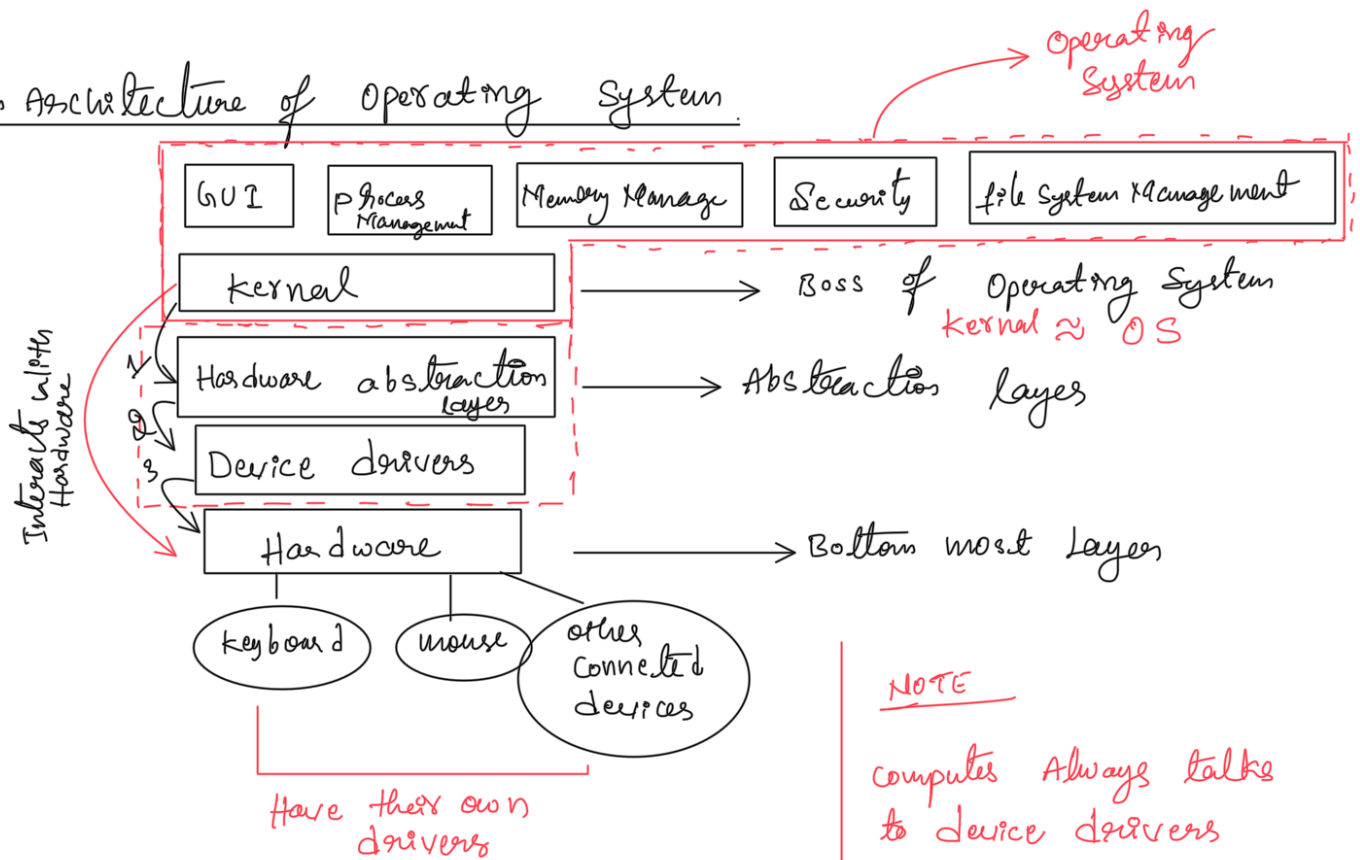 Architecture of Operating System
Operating
System
GUI
Process
Management
Memory Manage
Security
file system Management
Kernal
Boss of Operating System
Kernal ≈ OS
Interacts with
Hardware
1
Hardware abstraction
layer
Abstraction layer
2
Device drivers
3
Hardware
Bottom most Layer
keyboard
mouse
other
connected
devices
Have their own
drivers
NOTE
computer Always talks
to device drivers